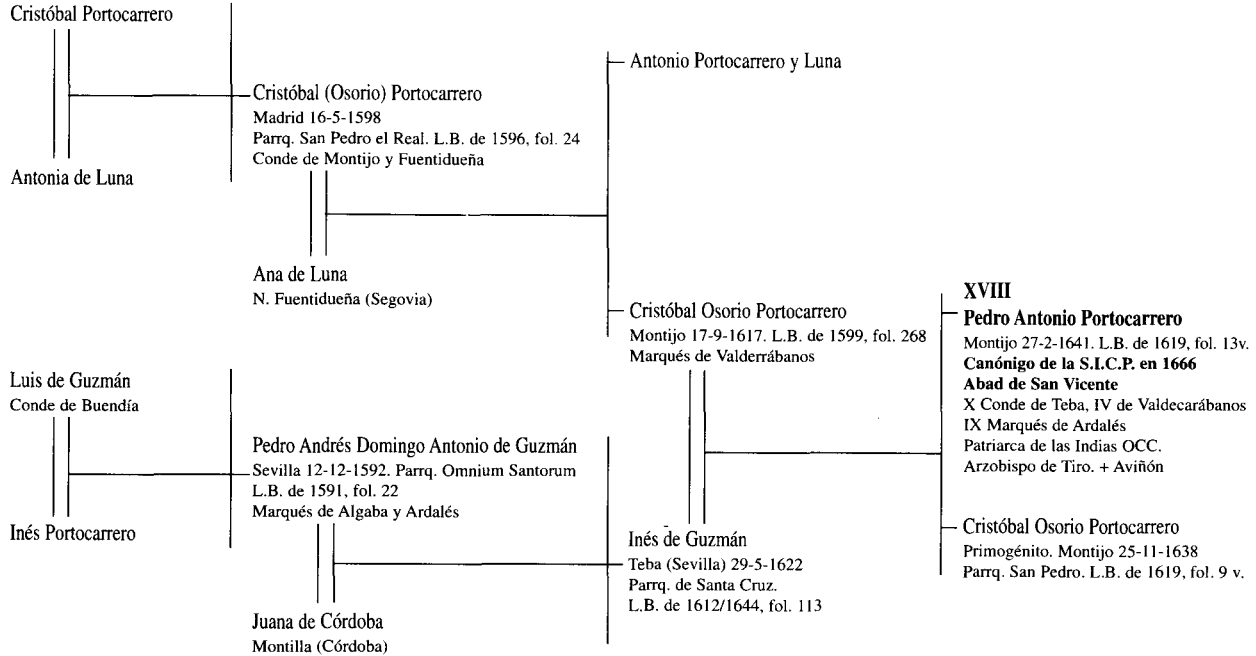 Cristóbal Portocarrero
Antonia de Luna
Cristóbal (Osorio) Portocarrero
Madrid 16-5-1598
Parrq. San Pedro el Real. L.B. de 1596, fol. 24
Conde de Montijo y Fuentidueña
Ana de Luna
N. Fuentidueña (Segovia)
Luis de Guzmán
Conde de Buendía
Inés Portocarrero
Pedro Andrés Domingo Antonio de Guzmán
Sevilla 12-12-1592. Parrq. Omnium Santorum
L.B. de 1591, fol. 22
Marqués de Algaba y Ardalés
Juana de Córdoba
Montilla (Córdoba)
Antonio Portocarrero y Luna
Cristóbal Osorio Portocarrero
Montijo 17-9-1617. L.B. de 1599, fol. 268
Marqués de Valderrábanos
Inés de Guzmán
Teba (Sevilla) 29-5-1622
Parrq. de Santa Cruz.
L.B. de 1612/1644, fol. 113
XVIII
Pedro Antonio Portocarrero
Montijo 27-2-1641. L.B. de 1619, fol. 13v.
Canónigo de la S.I.C.P. en 1666
Abad de San Vicente
X Conde de Teba, IV de Valdecarábanos
IX Marqués de Ardalés
Patriarca de las Indias OCC.
Arzobispo de Tiro. + Aviñón
Cristóbal Osorio Portocarrero
Primogénito. Montijo 25-11-1638
Parrq. San Pedro. L.B. de 1619, fol. 9 v.